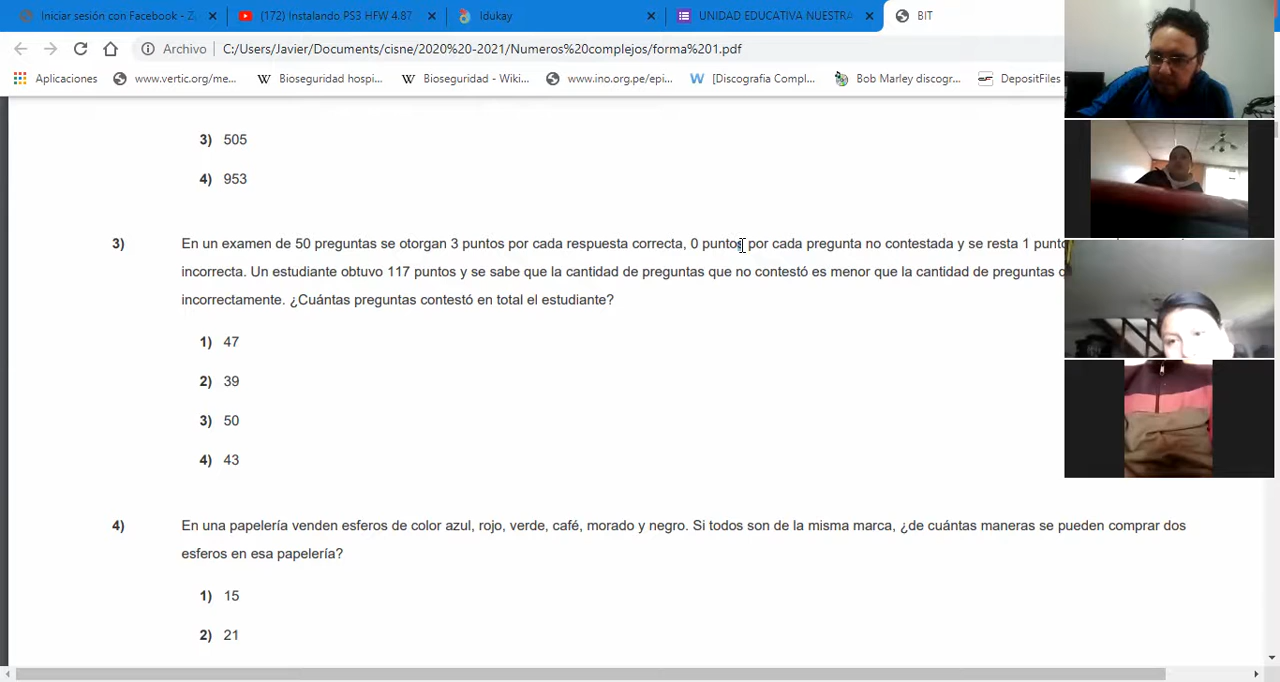 Iniciar sesión con Facebook - Z
(172) Instalando PS3 HFW 4.87
Idukay
UNIDAD EDUCATIVA NUESTRA
BIT
Archivo
C:/Users/Javier/Documents/cisne/2020%20-2021/Numeros%20complejos/forma%201.pdf
Aplicaciones
www.vertic.org/me...
Bioseguridad hospi...
Bioseguridad - Wiki...
www.ino.org.pe/epi...
[Discografia Compl...
Bob Marley discogr...
DepositFiles
3) 505
4) 953
3) En un examen de 50 preguntas se otorgan 3 puntos por cada respuesta correcta, 0 puntos por cada pregunta no contestada y se resta 1 punto
incorrecta. Un estudiante obtuvo 117 puntos y se sabe que la cantidad de preguntas que no contestó es menor que la cantidad de preguntas
incorrectamente. ¿Cuántas preguntas contestó en total el estudiante?
1) 47
2) 39
3) 50
4) 43
4) En una papelería venden esferos de color azul, rojo, verde, café, morado y negro. Si todos son de la misma marca, ¿de cuántas maneras se pueden comprar dos
esferos en esa papelería?
1) 15
2) 21